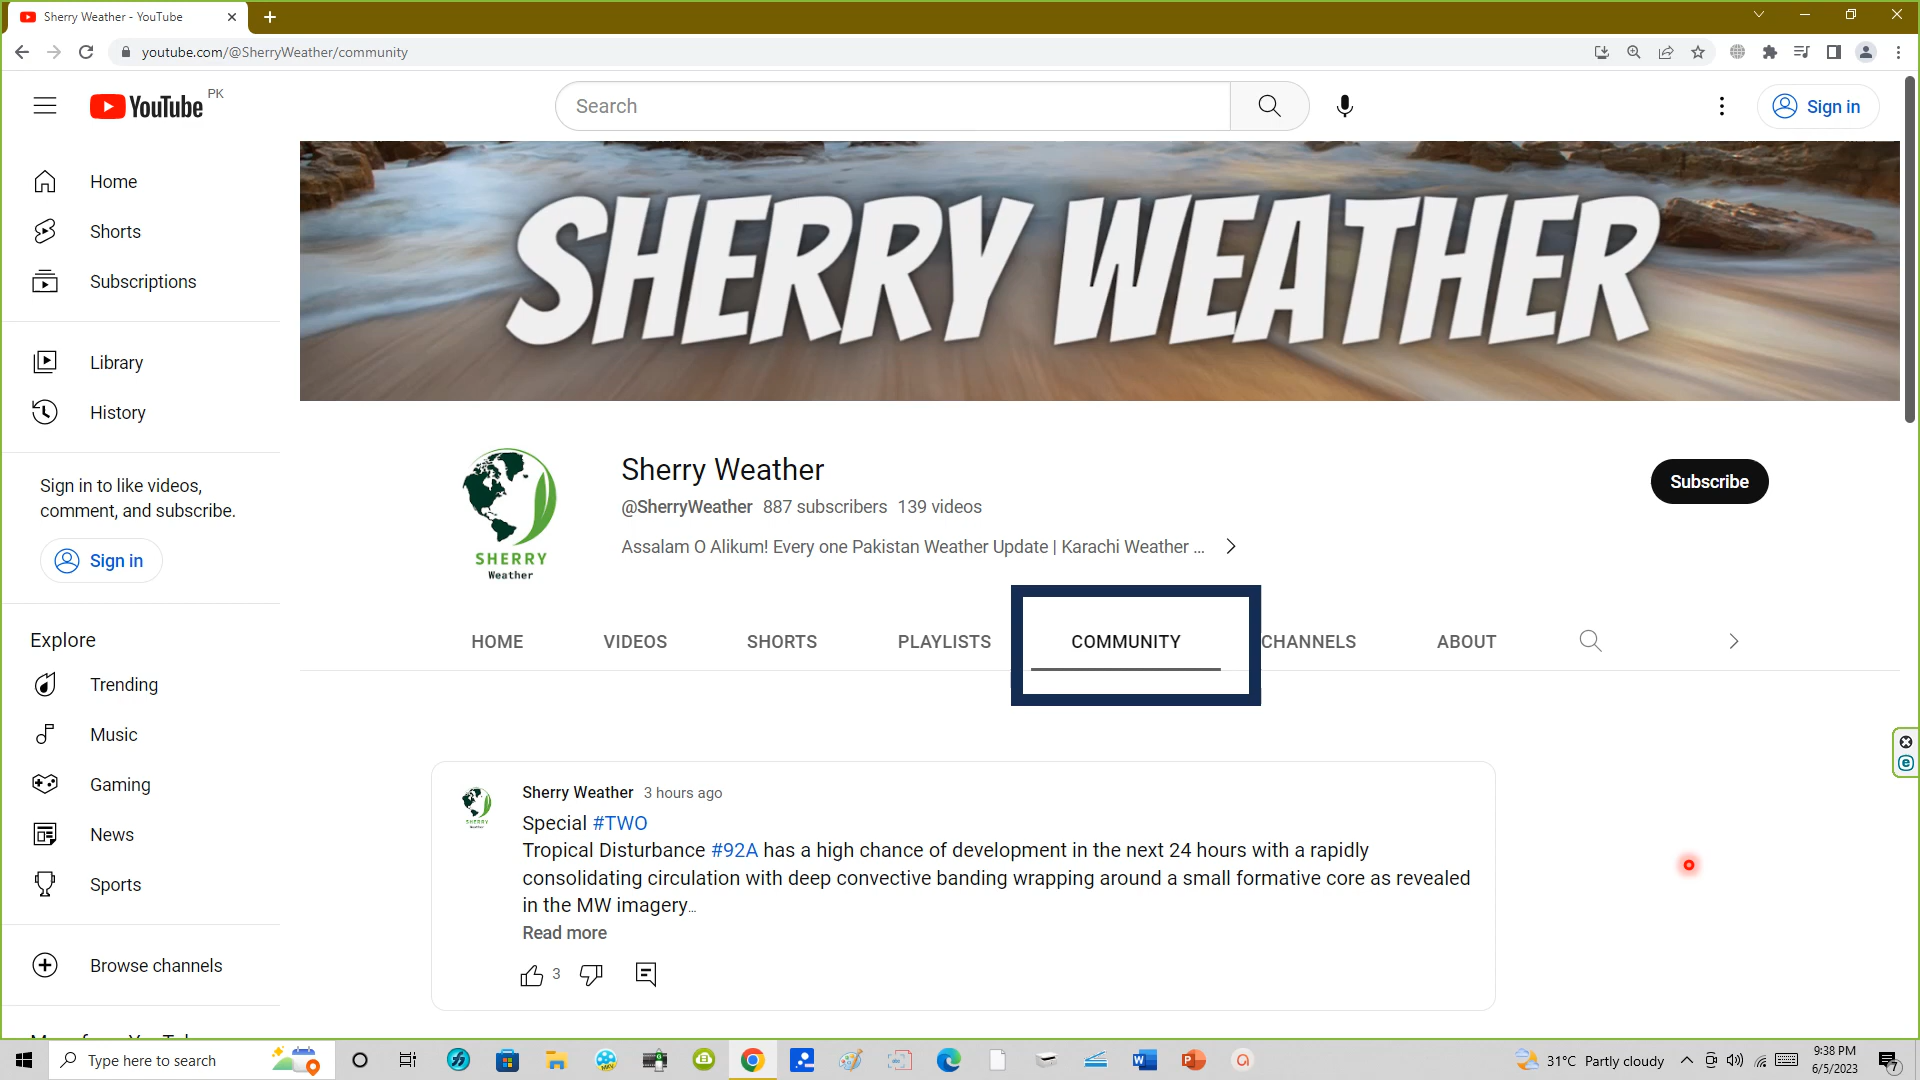 Sherry Weather - YouTube
youtube.com/@SherryWeather/community
YouTube PK
Search
Sign in
Home
Shorts
Subscriptions
Library
History
Sign in to like videos,
comment, and subscribe.
Sign in
Explore
Trending
Music
Gaming
News
Sports
Browse channels
SHERRY WEATHER
SHERRY
Weather
Sherry Weather
@SherryWeather 887 subscribers 139 videos
Assalam O Alikum! Every one Pakistan Weather Update | Karachi Weather ...
Subscribe
HOME VIDEOS SHORTS PLAYLISTS COMMUNITY CHANNELS ABOUT
Sherry Weather 3 hours ago
Special #TWO
Tropical Disturbance #92A has a high chance of development in the next 24 hours with a rapidly
consolidating circulation with deep convective banding wrapping around a small formative core as revealed
in the MW imagery...
Read more
3
Type here to search
31°C Partly cloudy
9:38 PM
6/5/2023
7